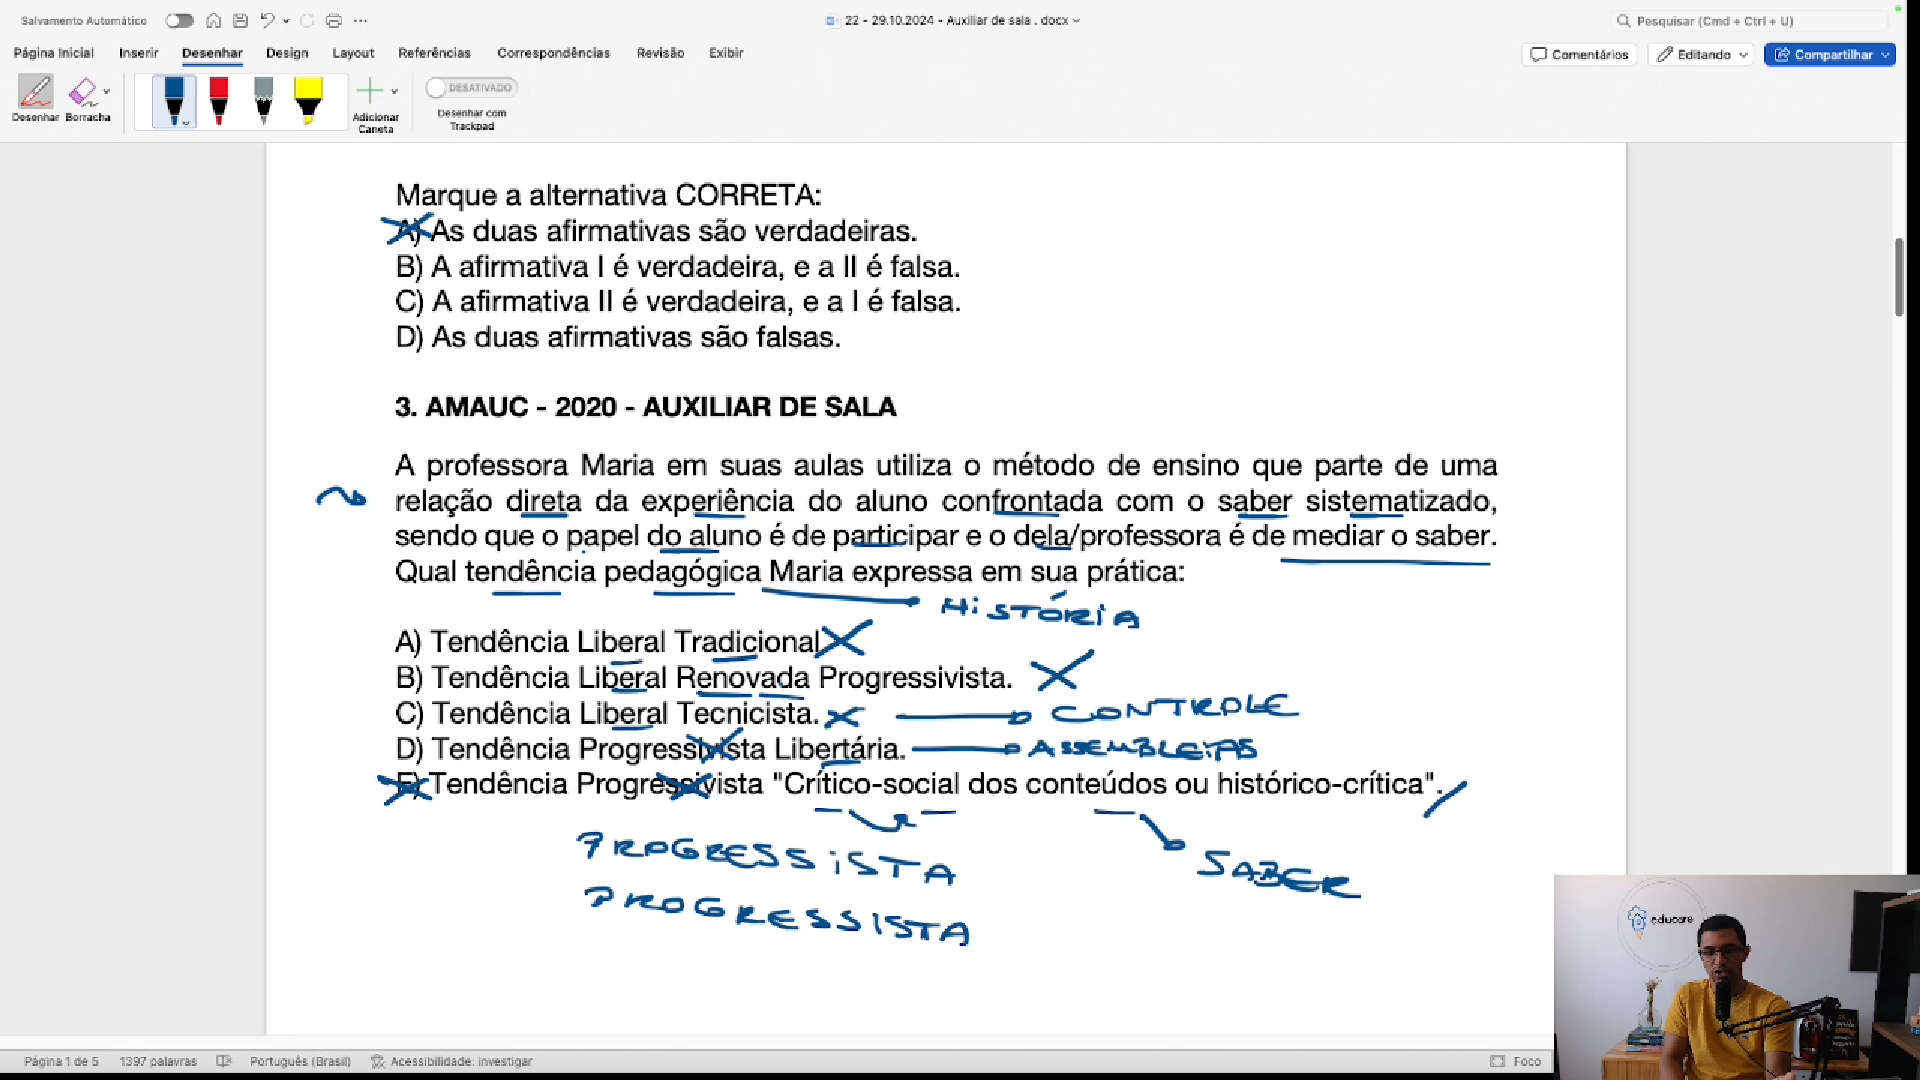 Salvamento Automático
22 - 29.10.2024 - Auxiliar de sala . docx
Pesquisar (Cmd + Ctrl + U)
Página Inicial Inserir Desenhar Design Layout Referências Correspondências Revisão Exibir
Comentários Editando Compartilhar
Desenhar Borracha
Adicionar Caneta
DESATIVADO
Desenhar com Trackpad
Marque a alternativa CORRETA:
A) As duas afirmativas são verdadeiras.
B) A afirmativa I é verdadeira, e a II é falsa.
C) A afirmativa II é verdadeira, e a I é falsa.
D) As duas afirmativas são falsas.
3. AMAUC - 2020 - AUXILIAR DE SALA
A professora Maria em suas aulas utiliza o método de ensino que parte de uma
relação direta da experiência do aluno confrontada com o saber sistematizado,
sendo que o papel do aluno é de participar e o dela/professora é de mediar o saber.
Qual tendência pedagógica Maria expressa em sua prática:
HiSTÓRiA
A) Tendência Liberal Tradicional
B) Tendência Liberal Renovada Progressivista.
C) Tendência Liberal Tecnicista. CONTROLE
D) Tendência Progressivista Libertária. ASSEMBLEiAS
E) Tendência Progressivista "Crítico-social dos conteúdos ou histórico-crítica".
PROGRESSiSTA
SABER
PROGRESSISTA
educare
Página 1 de 5 1397 palavras Português (Brasil) Acessibilidade: investigar Foco